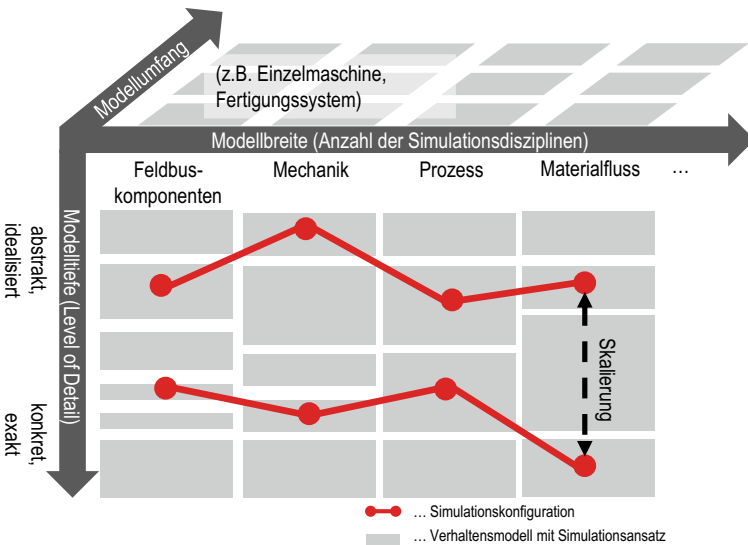 Modellumfang
(z.B. Einzelmaschine,
Fertigungssystem)
Modellbreite (Anzahl der Simulationsdisziplinen)
Feldbus-
komponenten
Mechanik
Prozess
Materialfluss
...
Modelltiefe (Level of Detail)
abstrakt,
idealisiert
konkret,
exakt
Skalierung
... Simulationskonfiguration
... Verhaltensmodell mit Simulationsansatz